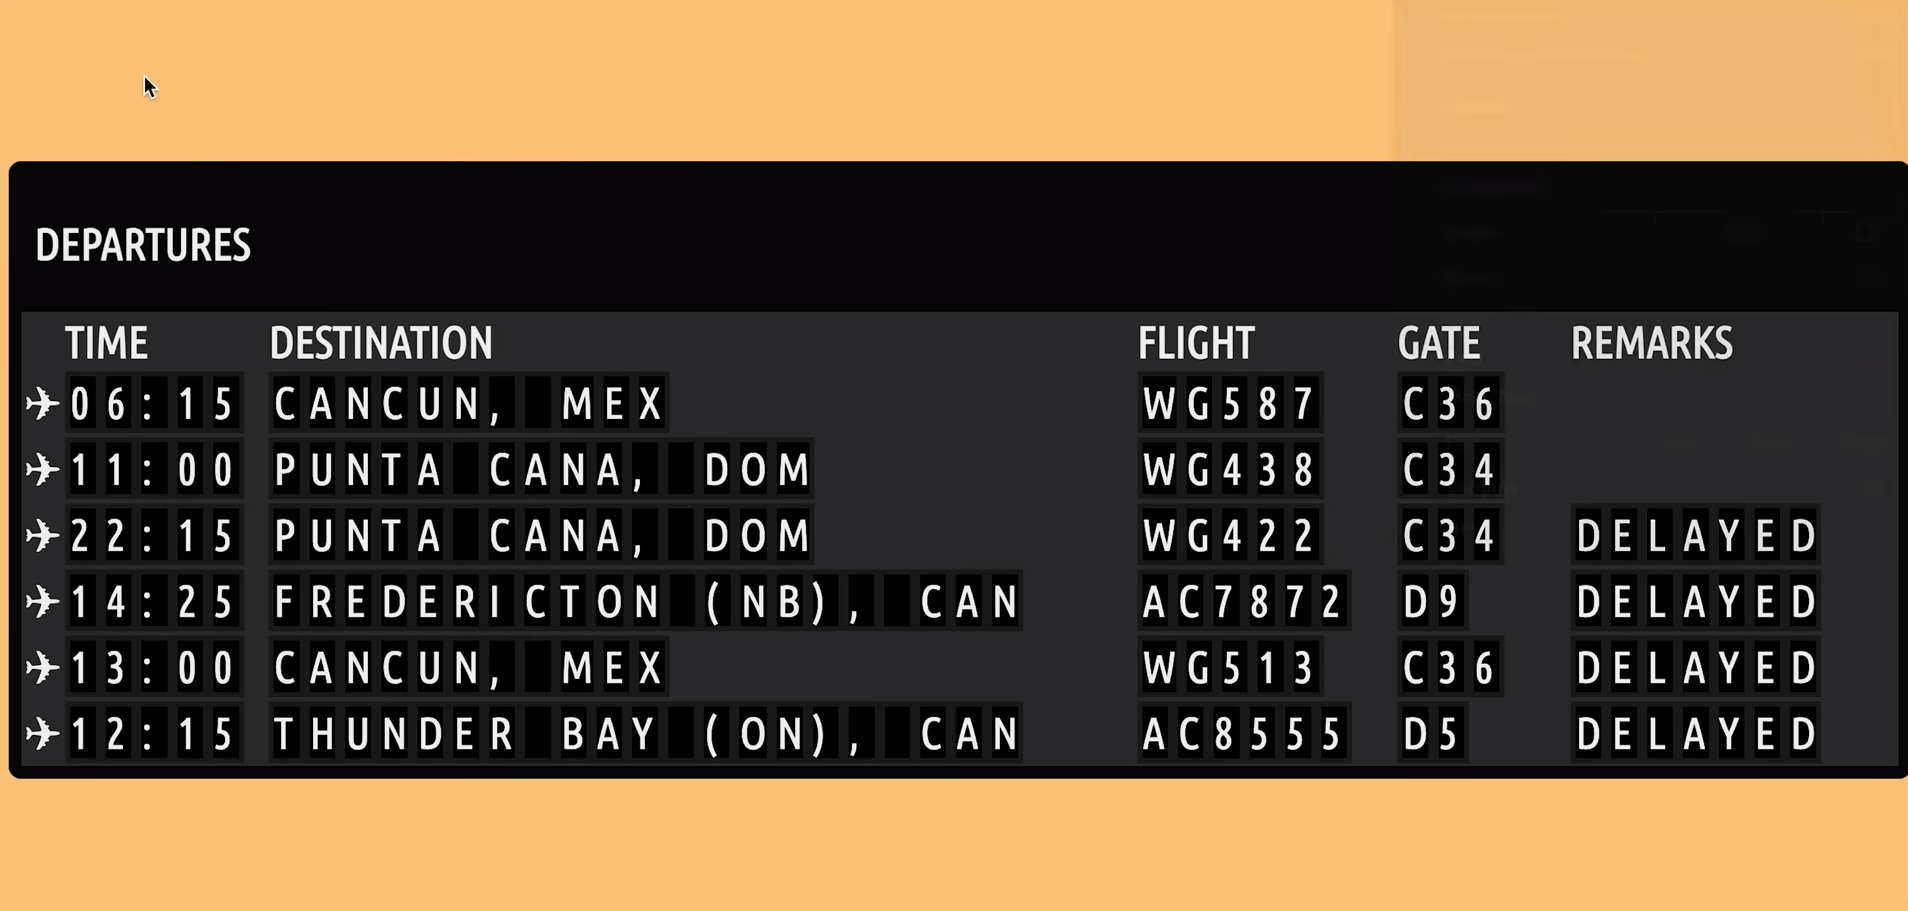 DEPARTURES
TIME DESTINATION FLIGHT GATE REMARKS
06:15 CANCUN, MEX WG587 C36
11:00 PUNTA CANA, DOM WG438 C34
22:15 PUNTA CANA, DOM WG422 C34 DELAYED
14:25 FREDERICTON (NB), CAN AC7872 D9 DELAYED
13:00 CANCUN, MEX WG513 C36 DELAYED
12:15 THUNDER BAY (ON), CAN AC8555 D5 DELAYED